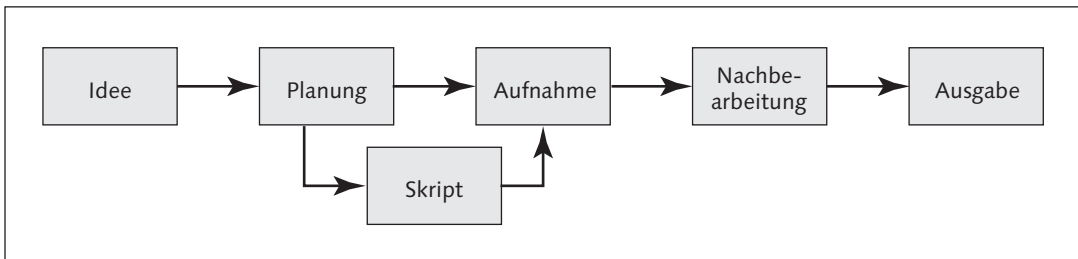 Idee
Planung
Aufnahme
Nachbe-
arbeitung
Ausgabe
Skript